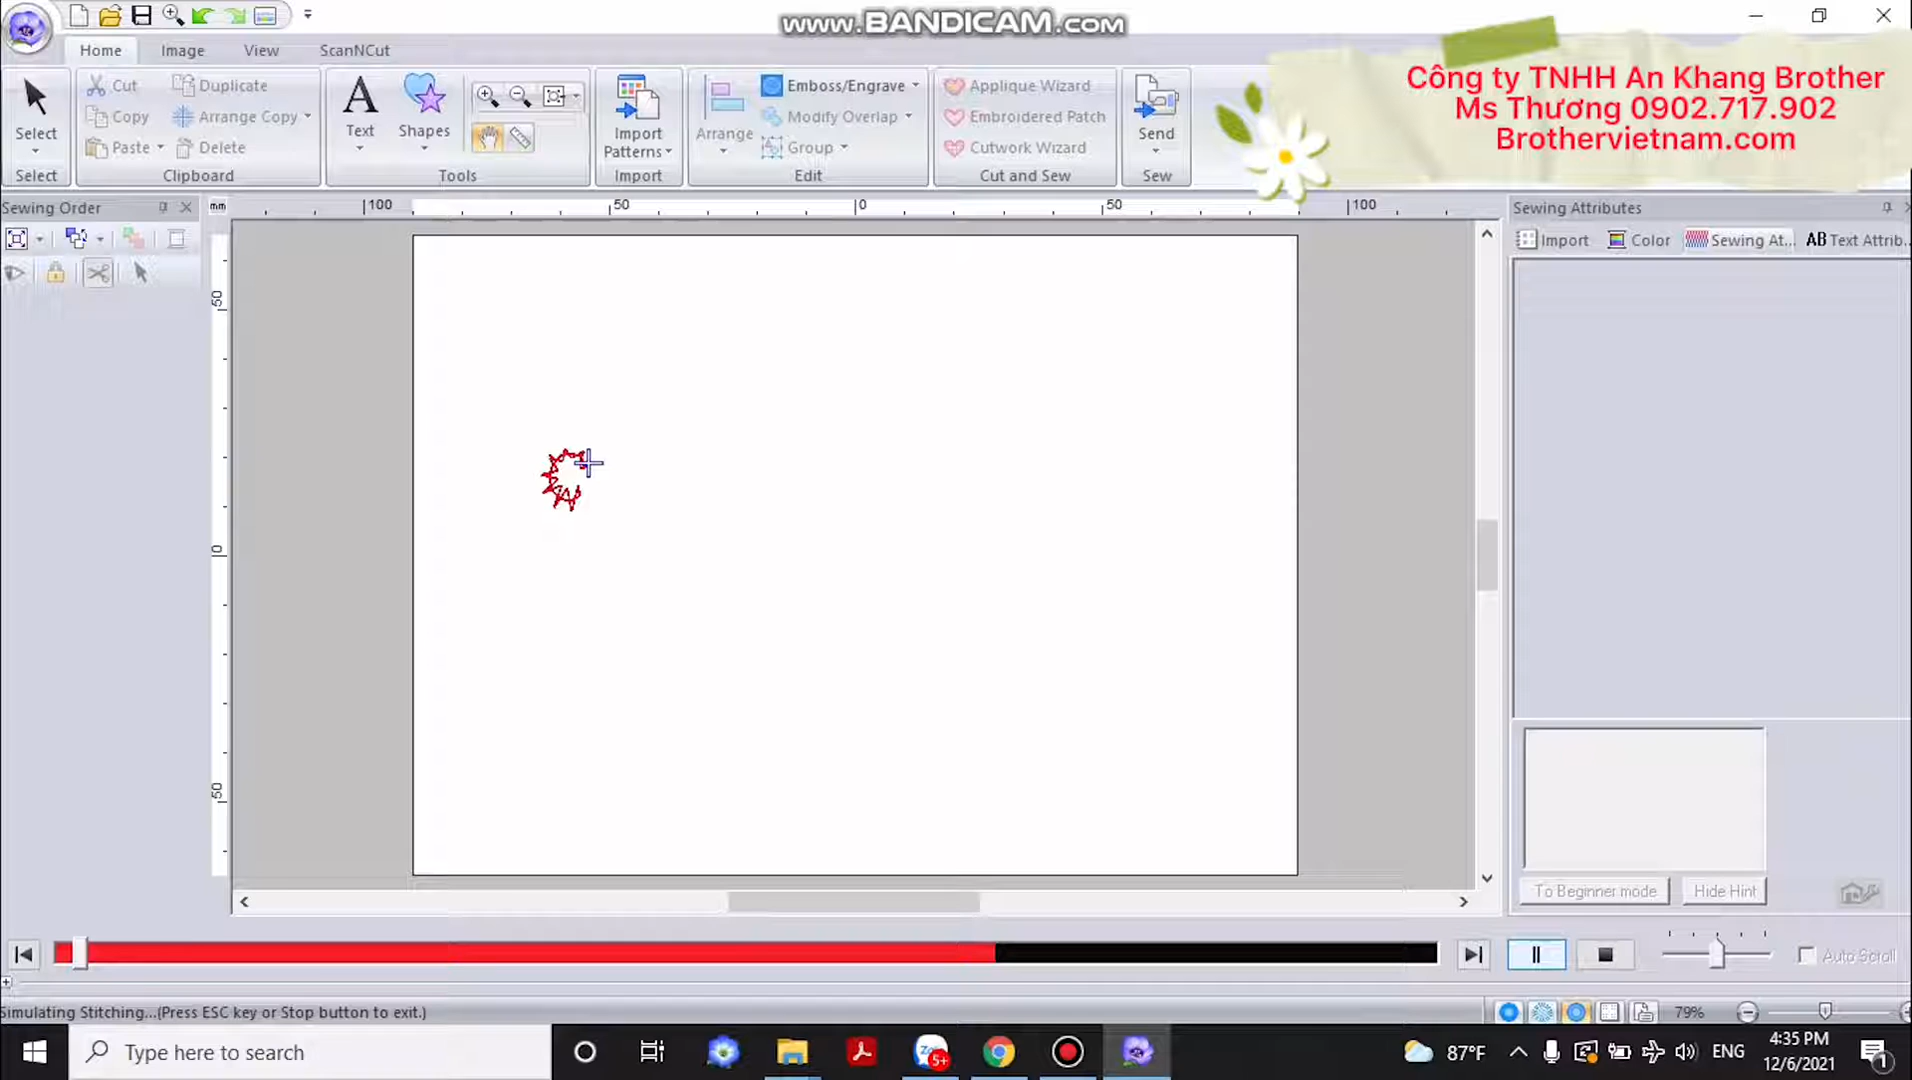 www.BANDICAM.com
Công ty TNHH An Khang Brother
Ms Thương 0902.717.902
Brothervietnam.com
Home
Image
View
ScanNCut
Select
Select
Cut
Copy
Paste
Duplicate
Arrange Copy
Delete
Clipboard
Text
Shapes
Tools
Import
Patterns
Import
Arrange
Emboss/Engrave
Modify Overlap
Group
Edit
Applique Wizard
Embroidered Patch
Cutwork Wizard
Cut and Sew
Send
Sew
Sewing Order
mm
100
50
0
50
100
50
0
50
Sewing Attributes
Import
Color
Sewing At...
AB Text Attrib...
To Beginner mode
Hide Hint
Auto Scroll
Simulating Stitching...(Press ESC key or Stop button to exit.)
79%
Type here to search
5+
87°F
ENG
4:35 PM
12/6/2021
1